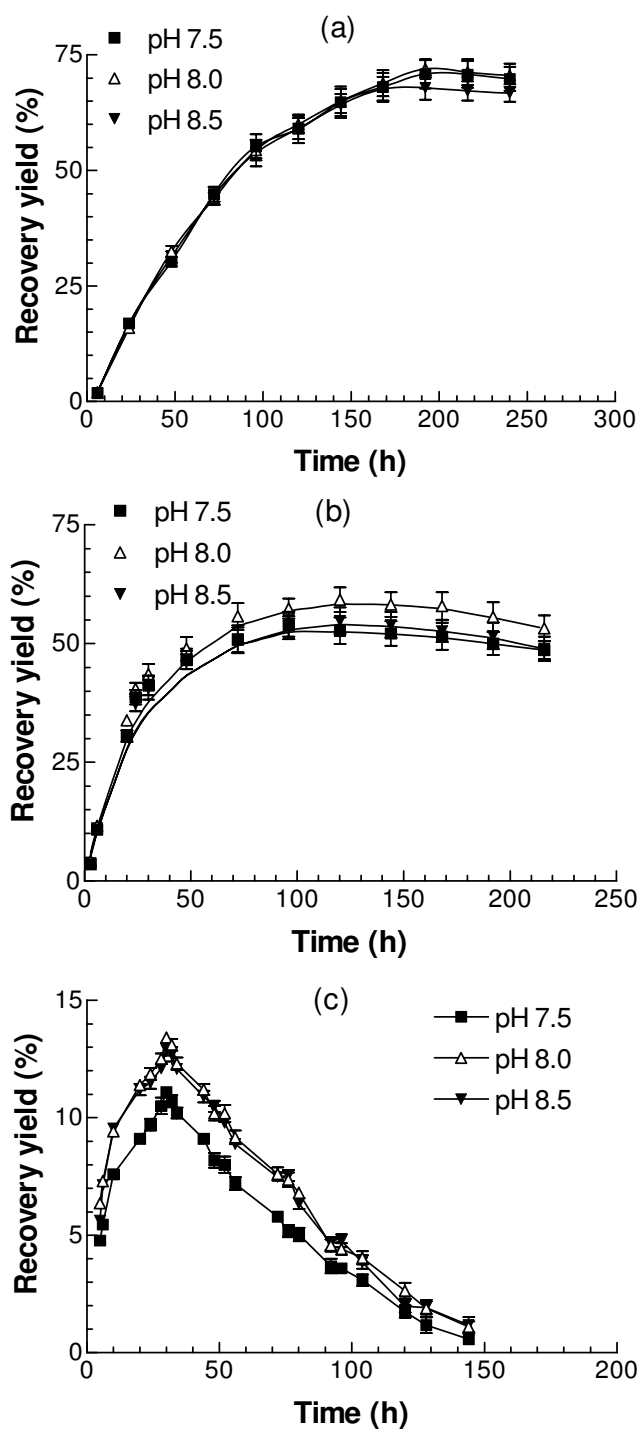 (a)
pH 7.5
pH 8.0
pH 8.5
Recovery yield (%)
75
50
25
0
0 50 100 150 200 250 300
Time (h)
(b)
pH 7.5
pH 8.0
pH 8.5
Recovery yield (%)
75
50
25
0
0 50 100 150 200 250
Time (h)
(c)
pH 7.5
pH 8.0
pH 8.5
Recovery yield (%)
15
10
5
0
0 50 100 150 200
Time (h)